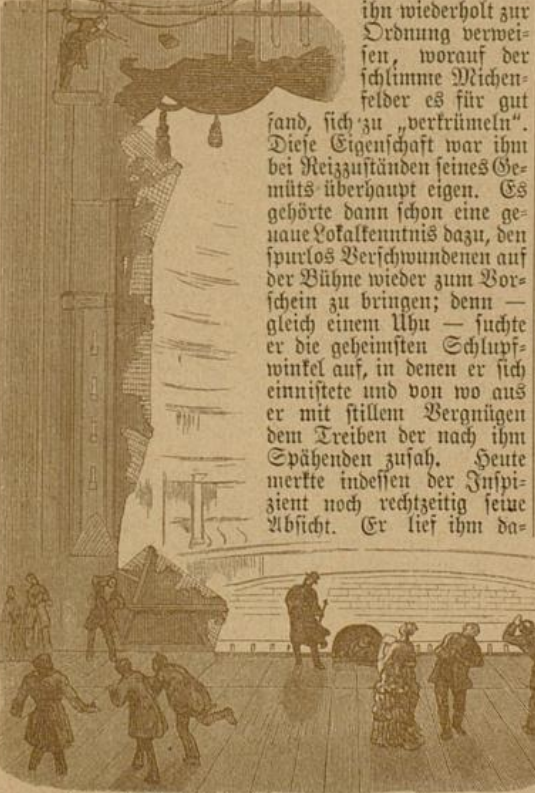 ihn wiederholt zur
Ordnung verwei-
sen, worauf der
schlimme Michen-
felder es für gut
fand, sich zu „verkrümeln“.
Diese Eigenschaft war ihm
bei Reizzuständen seines Ge-
müts überhaupt eigen. Es
gehörte dann schon eine ge-
naue Lokalkenntnis dazu, den
spurlos Verschwundenen auf
der Bühne wieder zum Vor-
schein zu bringen; denn —
gleich einem Uhu — suchte
er die geheimsten Schlupf-
winkel auf, in denen er sich
einnistete und von wo aus
er mit stillem Vergnügen
dem Treiben der nach ihm
Spähenden zusah. Heute
merkte indessen der Inspi-
zient noch rechtzeitig seine
Absicht. Er lief ihm da-